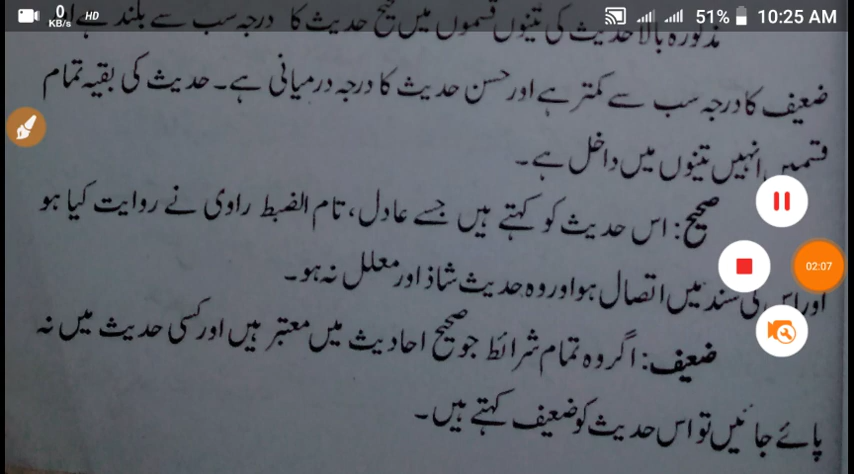 0 KB/s HD 51% 10:25 AM
مذکورہ بالا حدیث کی تینوں قسموں میں صحیح حدیث کا درجہ سب سے بلند ہے اور
ضعیف کا درجہ سب سے کمتر ہے اور حسن حدیث کا درجہ درمیانی ہے۔ حدیث کی بقیہ تمام
قسمیں انہیں تینوں میں داخل ہے۔
صحیح: اس حدیث کو کہتے ہیں جسے عادل، تام الضبط راوی نے روایت کیا ہو
اور اس کی سند میں اتصال ہو اور وہ حدیث شاذ اور معلل نہ ہو۔
02:07
ضعیف: اگر وہ تمام شرائط جو صحیح احادیث میں معتبر ہیں اور کسی حدیث میں نہ
پائے جائیں تو اس حدیث کو ضعیف کہتے ہیں۔